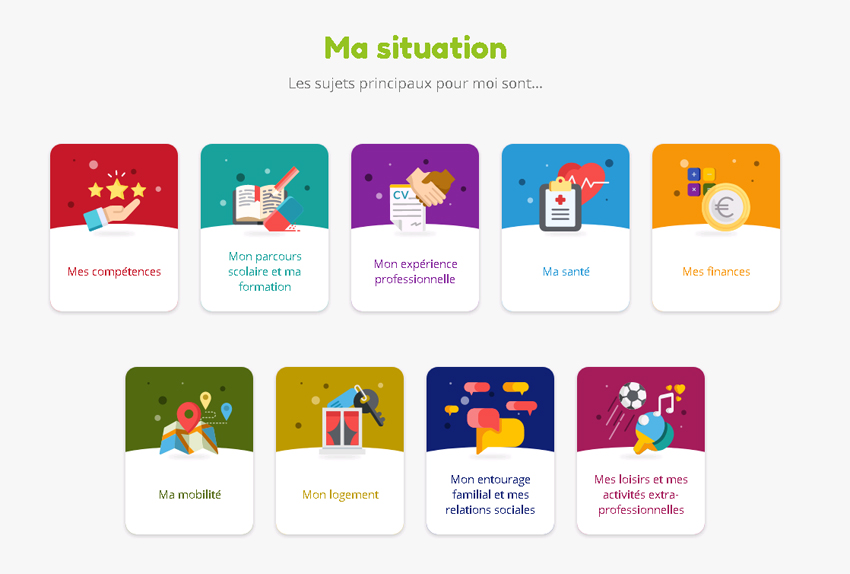 Ma situation
Les sujets principaux pour moi sont...
Mes compétences
Mon parcours
scolaire et ma
formation
CV
Mon expérience
professionnelle
Ma santé
€
Mes finances
Ma mobilité
Mon logement
Mon entourage
familial et mes
relations sociales
Mes loisirs et mes
activités extra-
professionnelles